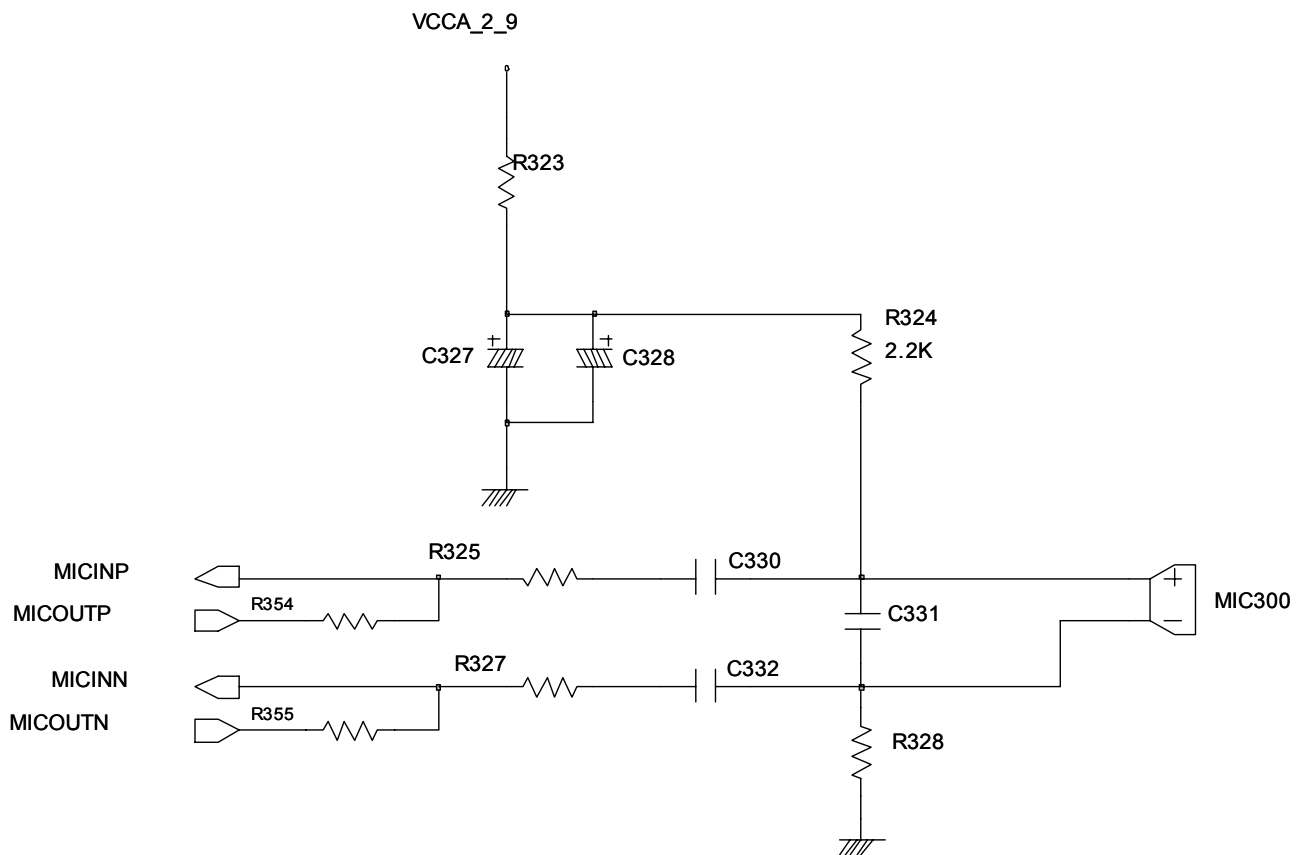 VCCA_2_9
R323
R324
2.2K
C327
C328
R325
C330
MICINP
R354
MICOUTP
C331
MIC300
R327
C332
MICINN
R355
MICOUTN
R328